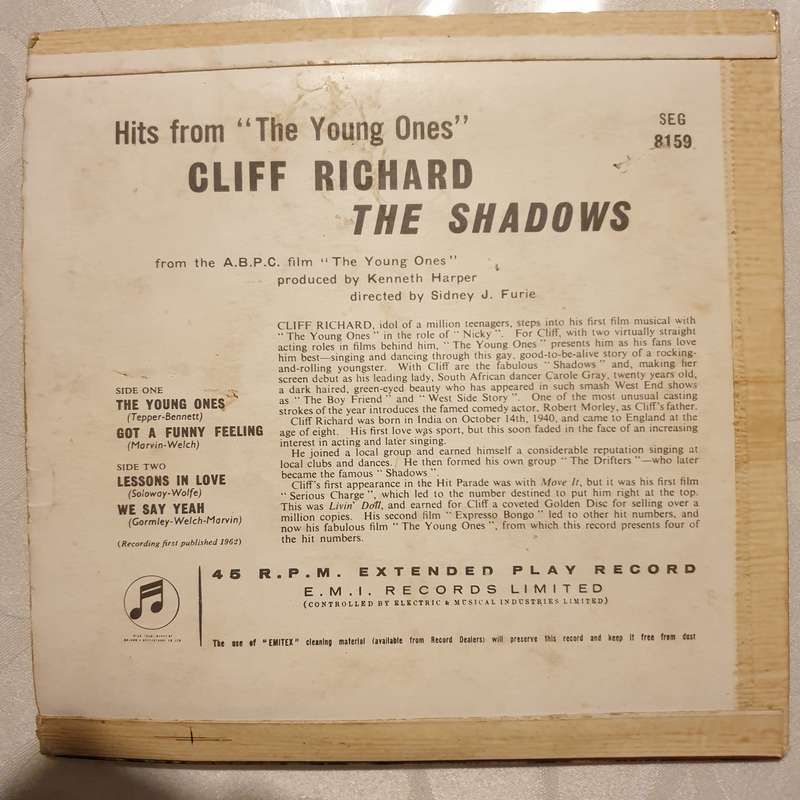 Hits from "The Young Ones"
SEG
8159
CLIFF RICHARD
THE SHADOWS
from the A.B.P.C. film "The Young Ones"
produced by Kenneth Harper
directed by Sidney J. Furie
CLIFF RICHARD, idol of a million teenagers, steps into his first film musical with
"The Young Ones" in the role of "Nicky". For Cliff, with two virtually straight
acting roles in films behind him, "The Young Ones" presents him as his fans love
him best—singing and dancing through this gay, good-to-be-alive story of a rocking-
and-rolling youngster. With Cliff are the fabulous "Shadows" and, making her
screen debut as his leading lady, South African dancer Carole Gray, twenty years old,
a dark haired, green-eyed beauty who has appeared in such smash West End shows
as "The Boy Friend" and "West Side Story". One of the most unusual casting
strokes of the year introduces the famed comedy actor, Robert Morley, as Cliff's father.
Cliff Richard was born in India on October 14th, 1940, and came to England at the
age of eight. His first love was sport, but this soon faded in the face of an increasing
interest in acting and later singing.
He joined a local group and earned himself a considerable reputation singing at
local clubs and dances. He then formed his own group "The Drifters"—who later
became the famous "Shadows".
Cliff's first appearance in the Hit Parade was with Move It, but it was his first film
"Serious Charge", which led to the number destined to put him right at the top.
This was Livin' Doll, and earned for Cliff a coveted Golden Disc for selling over a
million copies. His second film "Expresso Bongo" led to other hit numbers, and
now his fabulous film "The Young Ones", from which this record presents four of
the hit numbers.
SIDE ONE
THE YOUNG ONES
(Tepper-Bennett)
GOT A FUNNY FEELING
(Marvin-Welch)
SIDE TWO
LESSONS IN LOVE
(Soloway-Wolfe)
WE SAY YEAH
(Gormley-Welch-Marvin)
(Recording first published 1962)
45 R.P.M. EXTENDED PLAY RECORD
E.M.I. RECORDS LIMITED
(CONTROLLED BY ELECTRIC & MUSICAL INDUSTRIES LIMITED)
The use of "EMITEX" cleaning material (available from Record Dealers) will preserve this record and keep it free from dust